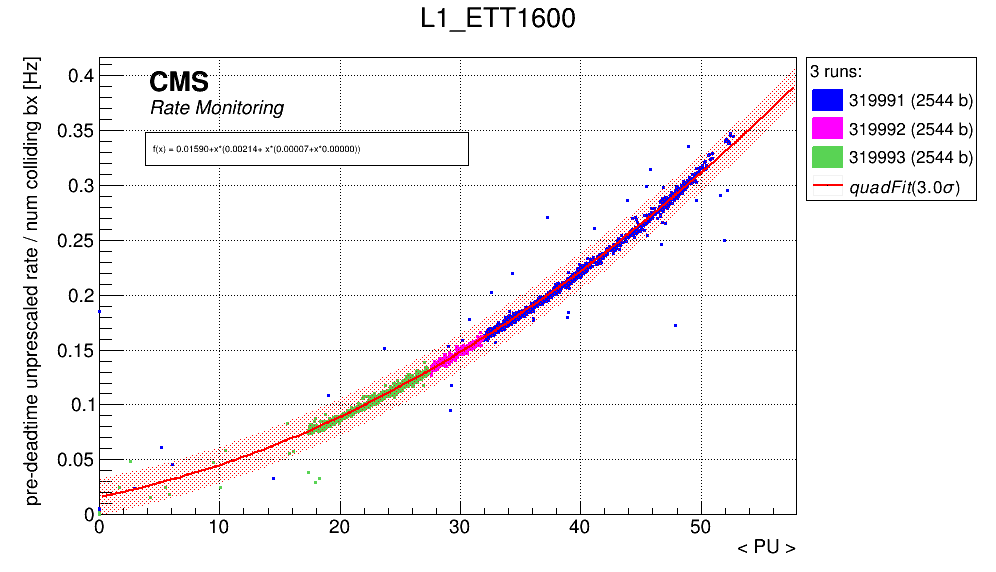 L1_ETT1600
pre-deadtime unprescaled rate / num colliding bx [Hz]
0.4
0.35
0.3
0.25
0.2
0.15
0.1
0.05
0
CMS
Rate Monitoring
f(x) = 0.01590+x*(0.00214+ x*(0.00007+x*0.00000))
0 10 20 30 40 50
< PU >
3 runs:
319991 (2544 b)
319992 (2544 b)
319993 (2544 b)
quadFit(3.0σ)